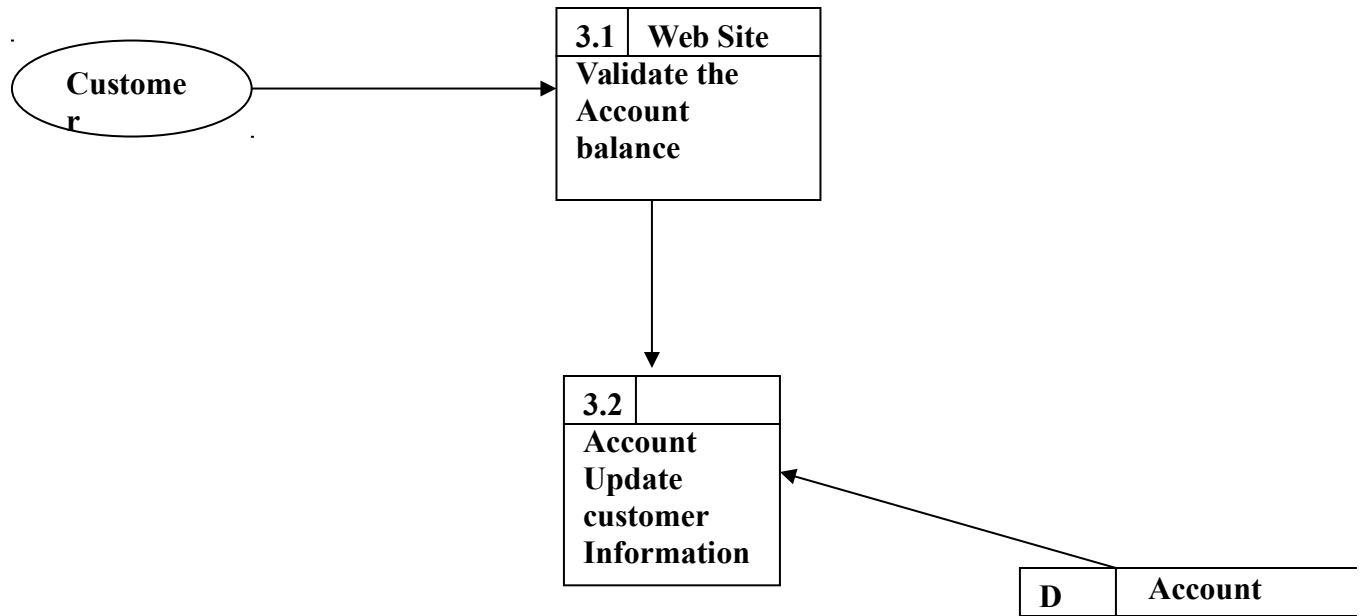 Custome
r
3.1 Web Site
Validate the
Account
balance
3.2
Account
Update
customer
Information
D Account